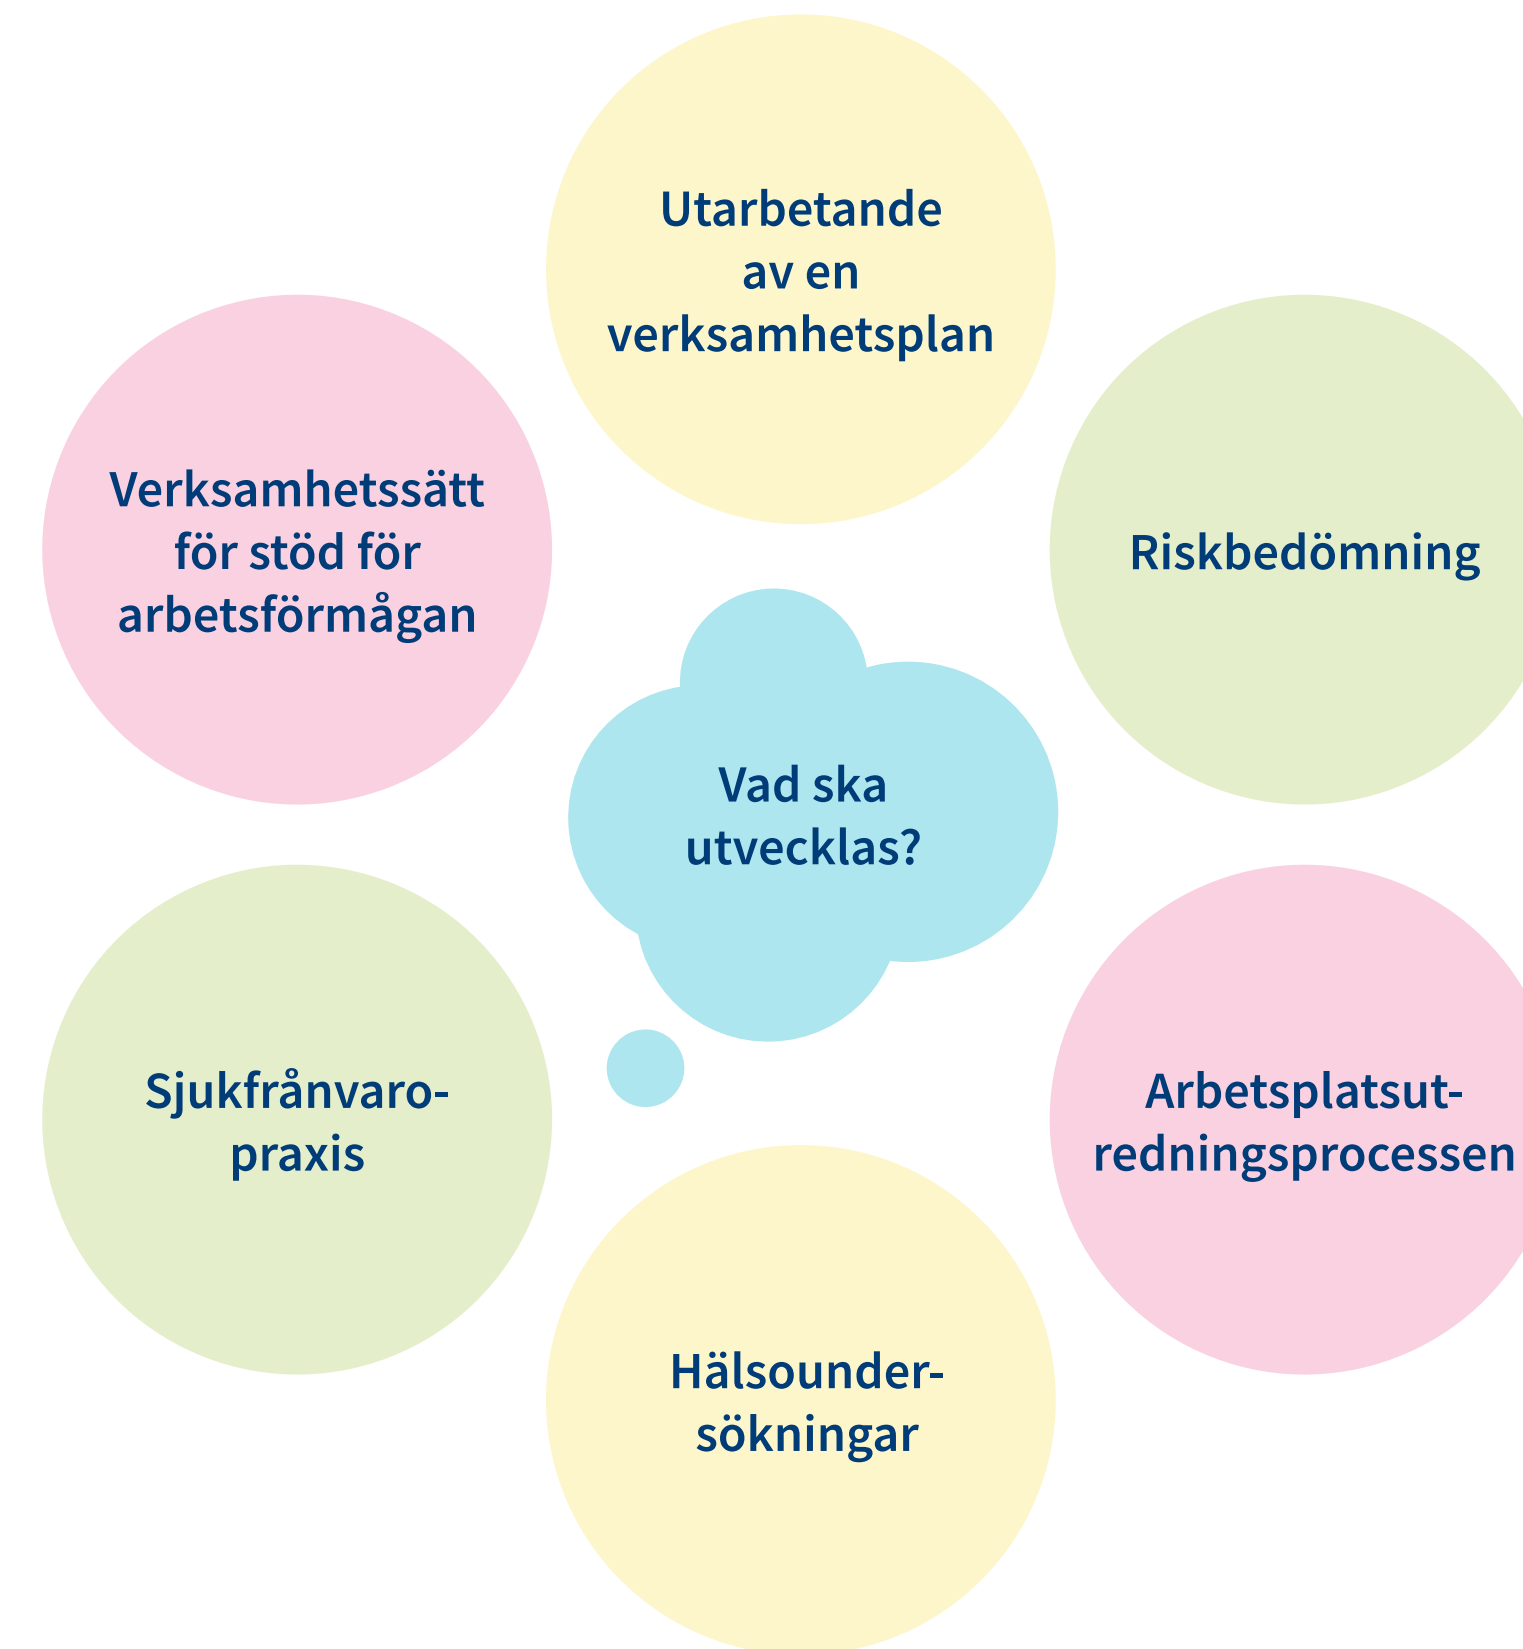 Utarbetande
av en
verksamhetsplan
Verksamhetssätt
för stöd för
arbetsförmågan
Riskbedömning
Vad ska
utvecklas?
Sjukfrånvaro-
praxis
Arbetsplatsut-
redningsprocessen
Hälsounder-
sökningar